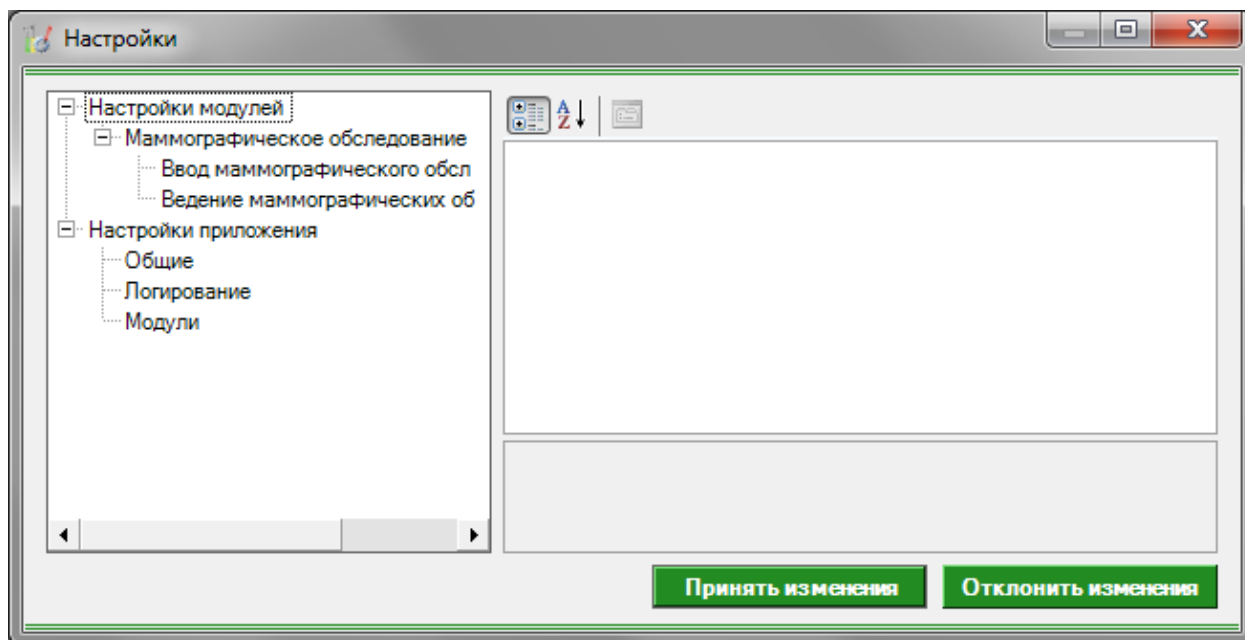 Настройки
Настройки модулей
Маммографическое обследование
Ввод маммографического обсл
Ведение маммографических об
Настройки приложения
Общие
Логирование
Модули
Принять изменения
Отклонить изменения